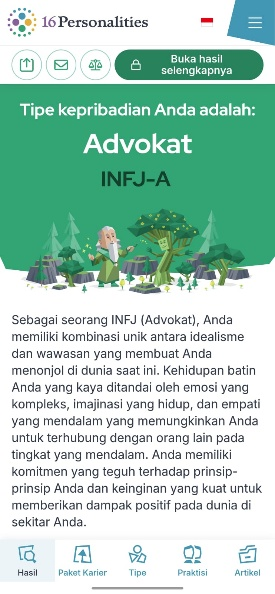 16Personalities
Buka hasil
selengkapnya
Tipe kepribadian Anda adalah:
Advokat
INFJ-A
Sebagai seorang INFJ (Advokat), Anda
memiliki kombinasi unik antara idealisme
dan wawasan yang membuat Anda
menonjol di dunia saat ini. Kehidupan batin
Anda yang kaya ditandai oleh emosi yang
kompleks, imajinasi yang hidup, dan empati
yang mendalam yang memungkinkan Anda
untuk terhubung dengan orang lain pada
tingkat yang mendalam. Anda memiliki
komitmen yang teguh terhadap prinsip-
prinsip Anda dan keinginan yang kuat untuk
memberikan dampak positif pada dunia di
sekitar Anda.
Hasil Paket Karier Tipe Praktisi Artikel